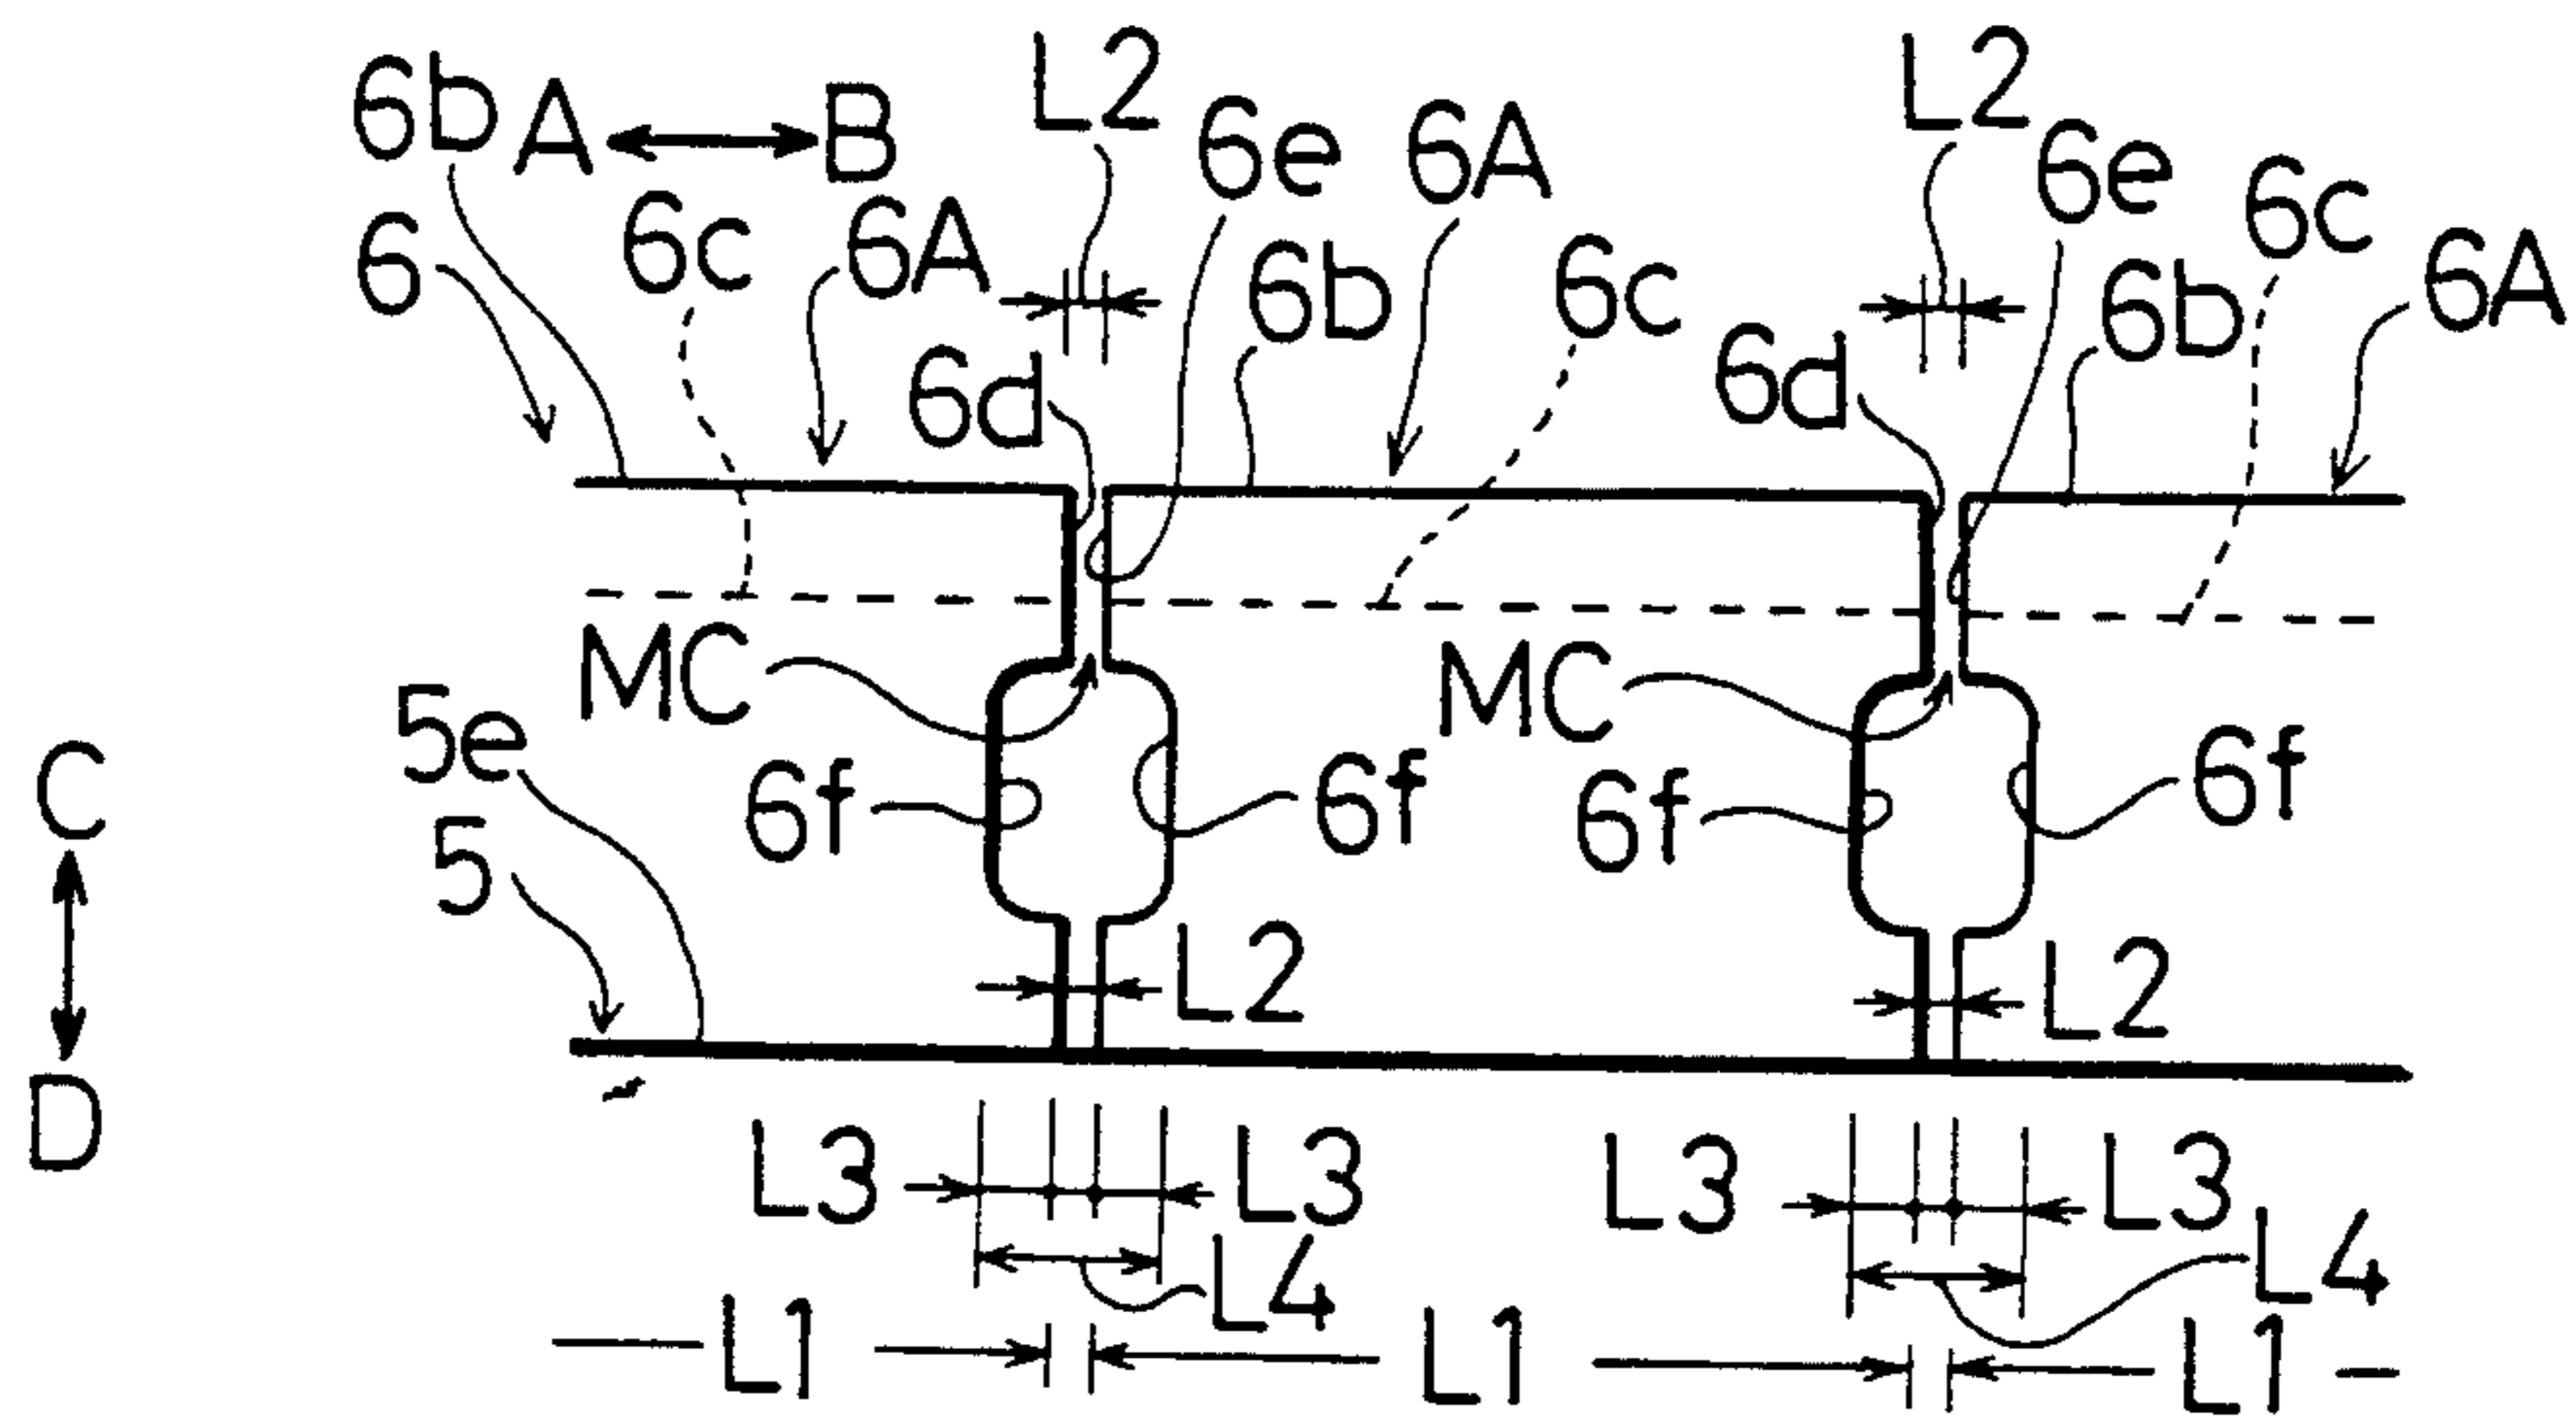 L2 L2
6b A B 6e 6A 6e
6 6c 6A 6b 6c 6b 6c 6A
6d 6d
MC MC
5e
C 6f 6f 6f 6f
5
L2 L2
D
L3 L3 L3 L3
L4 L4
L1 L1 L1